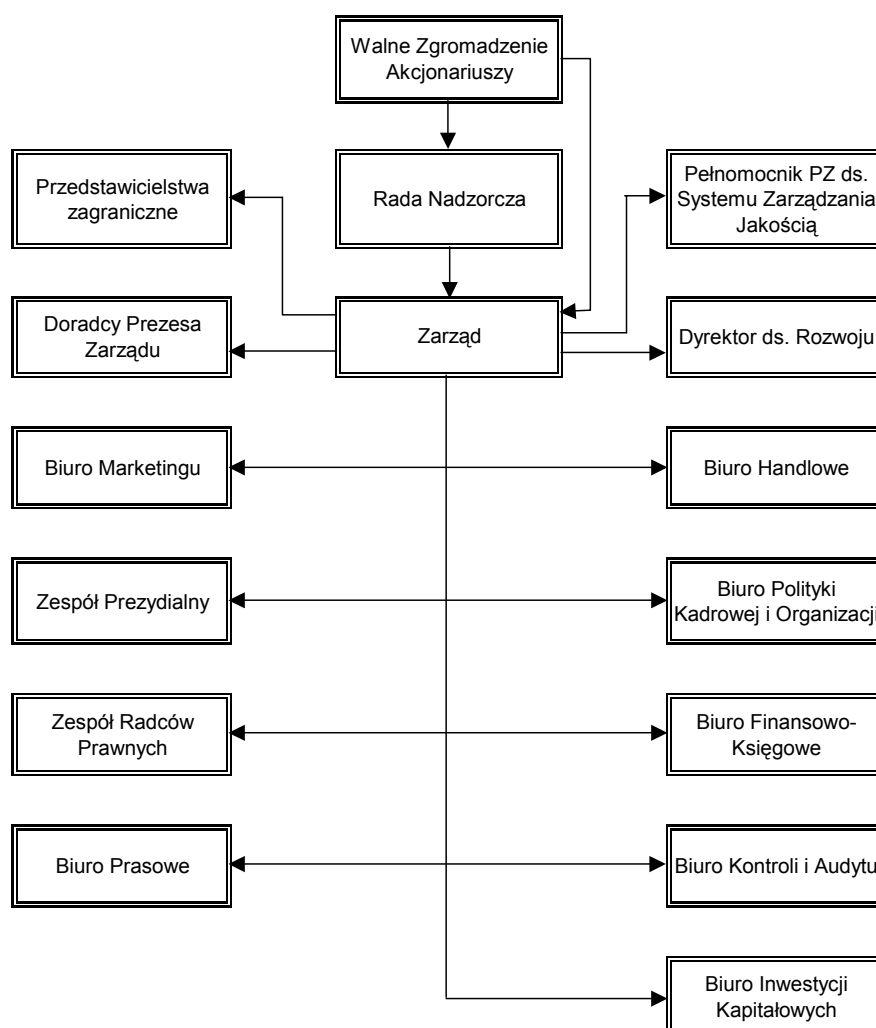 Walne Zgromadzenie
Akcjonariuszy
Przedstawicielstwa
zagraniczne
Rada Nadzorcza
Pełnomocnik PZ ds.
Systemu Zarządzania
Jakością
Doradcy Prezesa
Zarządu
Zarząd
Dyrektor ds. Rozwoju
Biuro Marketingu
Biuro Handlowe
Zespół Prezydialny
Biuro Polityki
Kadrowej i Organizacji
Zespół Radców
Prawnych
Biuro Finansowo-
Księgowe
Biuro Prasowe
Biuro Kontroli i Audytu
Biuro Inwestycji
Kapitałowych